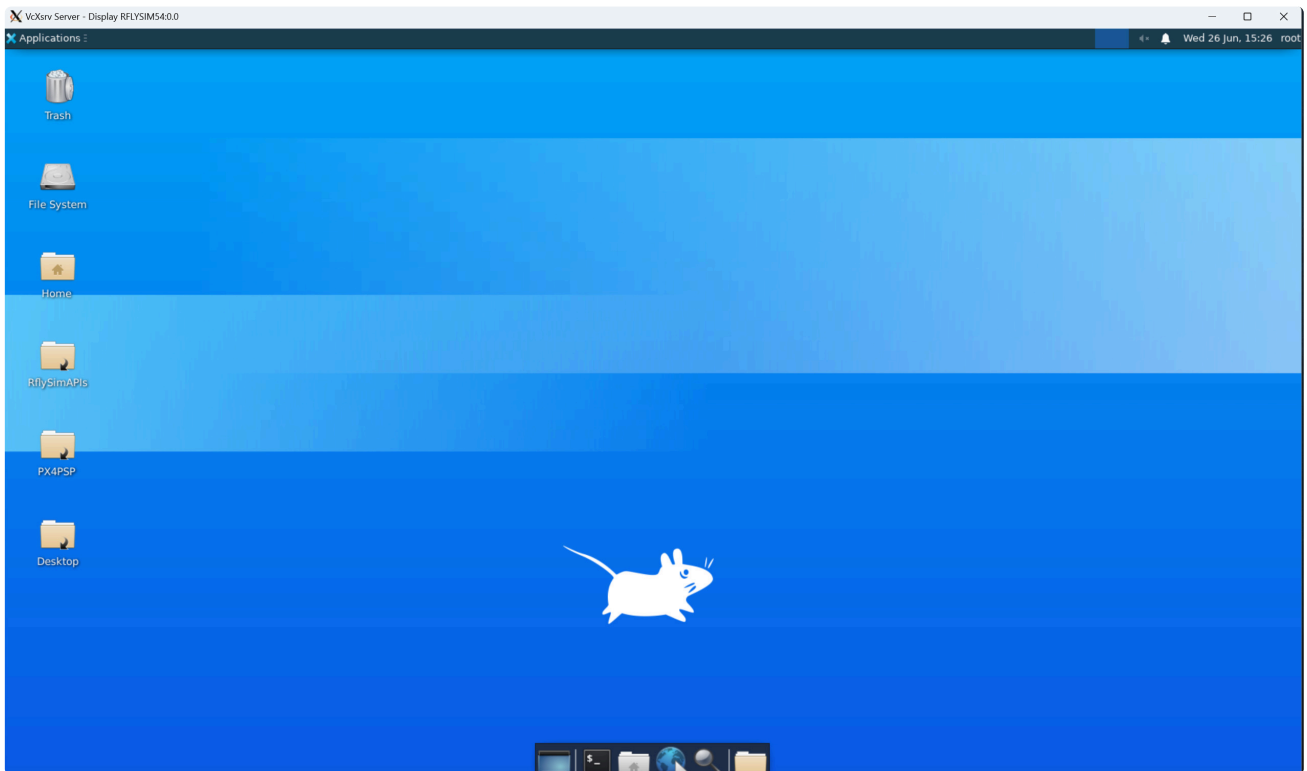 VcXsrv Server - Display RFLYSIM54:0.0
Applications
Wed 26 Jun, 15:26 root
Trash
File System
Home
RflySimAPIs
PX4PSP
Desktop
$_